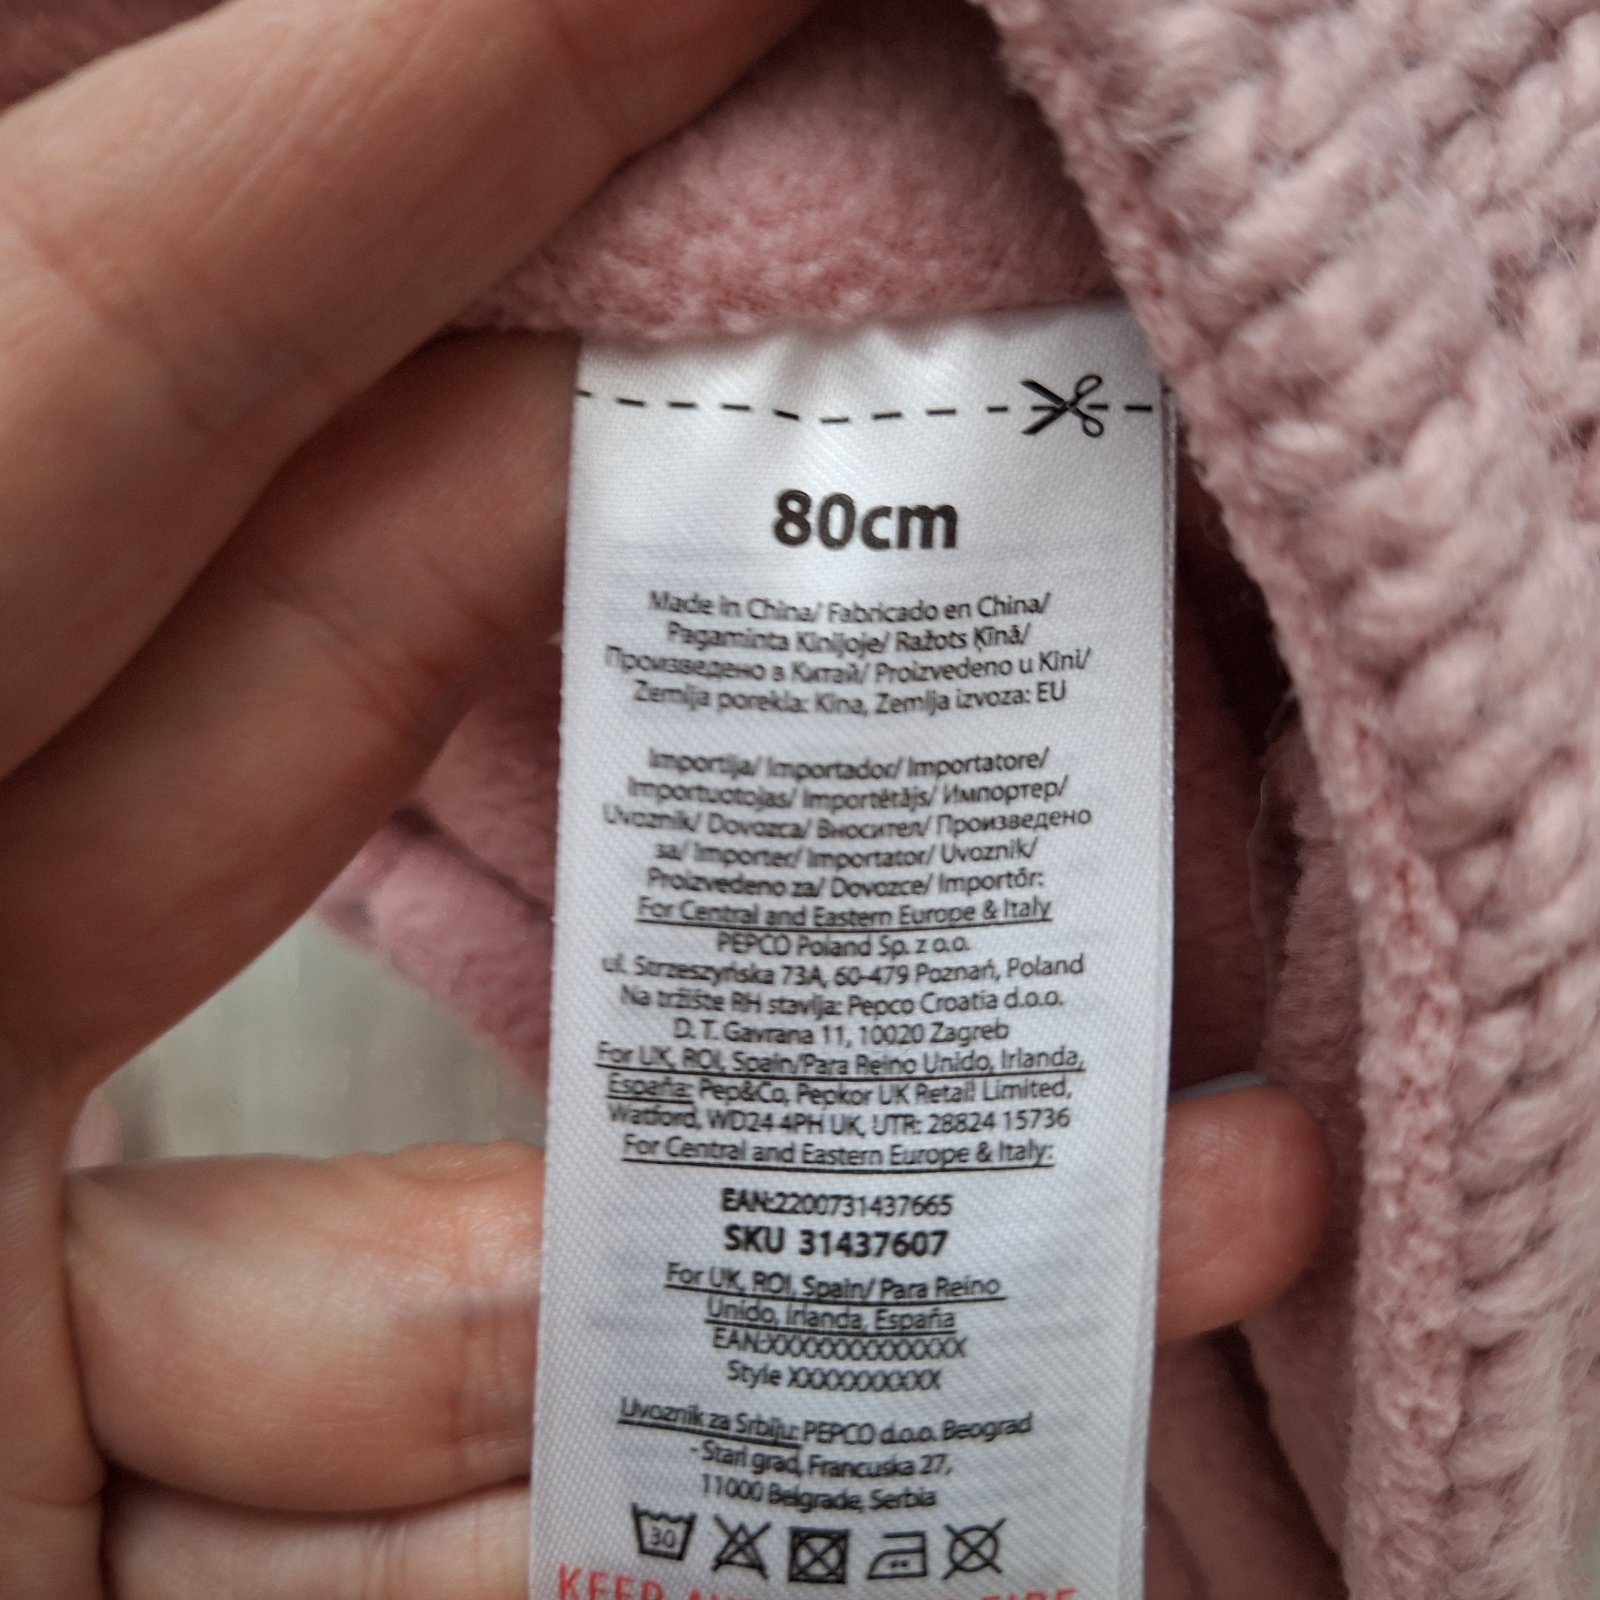 80cm
Made in China/ Fabricado en China/
Pagaminta Kinijoje/ Ražots Ķīnā/
Произведено в Китай/ Proizvedeno u Kini/
Zemlja porekla: Kina, Zemlja izvoza: EU
Importija/ Importador/ Importatore/
Importuotojas/ Importētājs/ Импортер/
Uvoznik/ Dovozca/ Вносител/ Произведено
за/ Importer/ Importator/ Uvoznik/
Proizvedeno za/ Dovozce/ Importőr:
For Central and Eastern Europe & Italy
PEPCO Poland Sp. z o.o.
ul. Strzeszyńska 73A, 60-479 Poznań, Poland
Na tržište RH stavlja: Pepco Croatia d.o.o.
D. T. Gavrana 11, 10020 Zagreb
For UK, ROI, Spain/Para Reino Unido, Irlanda,
España: Pep&Co, Pepkor UK Retail Limited,
Watford, WD24 4PH UK, UTR: 28824 15736
For Central and Eastern Europe & Italy:
EAN:2200731437665
SKU 31437607
For UK, ROI, Spain/ Para Reino
Unido, Irlanda, España
EAN:XXXXXXXXXXXXX
Style XXXXXXXXXX
Uvoznik za Srbiju: PEPCO d.o.o. Beograd
- Stari grad, Francuska 27,
11000 Belgrade, Serbia
30
KEEP AWAY FROM FIRE